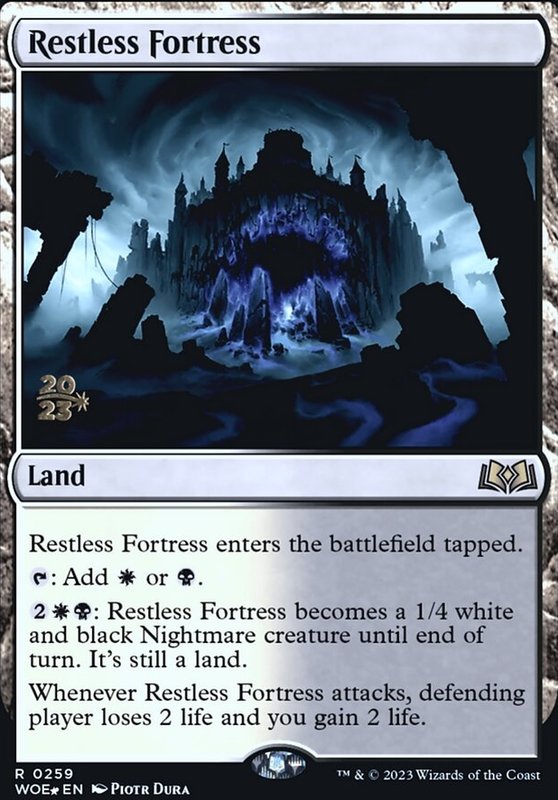 Restless Fortress
20
23
Land
Restless Fortress enters the battlefield tapped.
: Add or .
2 : Restless Fortress becomes a 1/4 white
and black Nightmare creature until end of
turn. It's still a land.
Whenever Restless Fortress attacks, defending
player loses 2 life and you gain 2 life.
R 0259
WOE★EN Piotr Dura
™ & © 2023 Wizards of the Coast